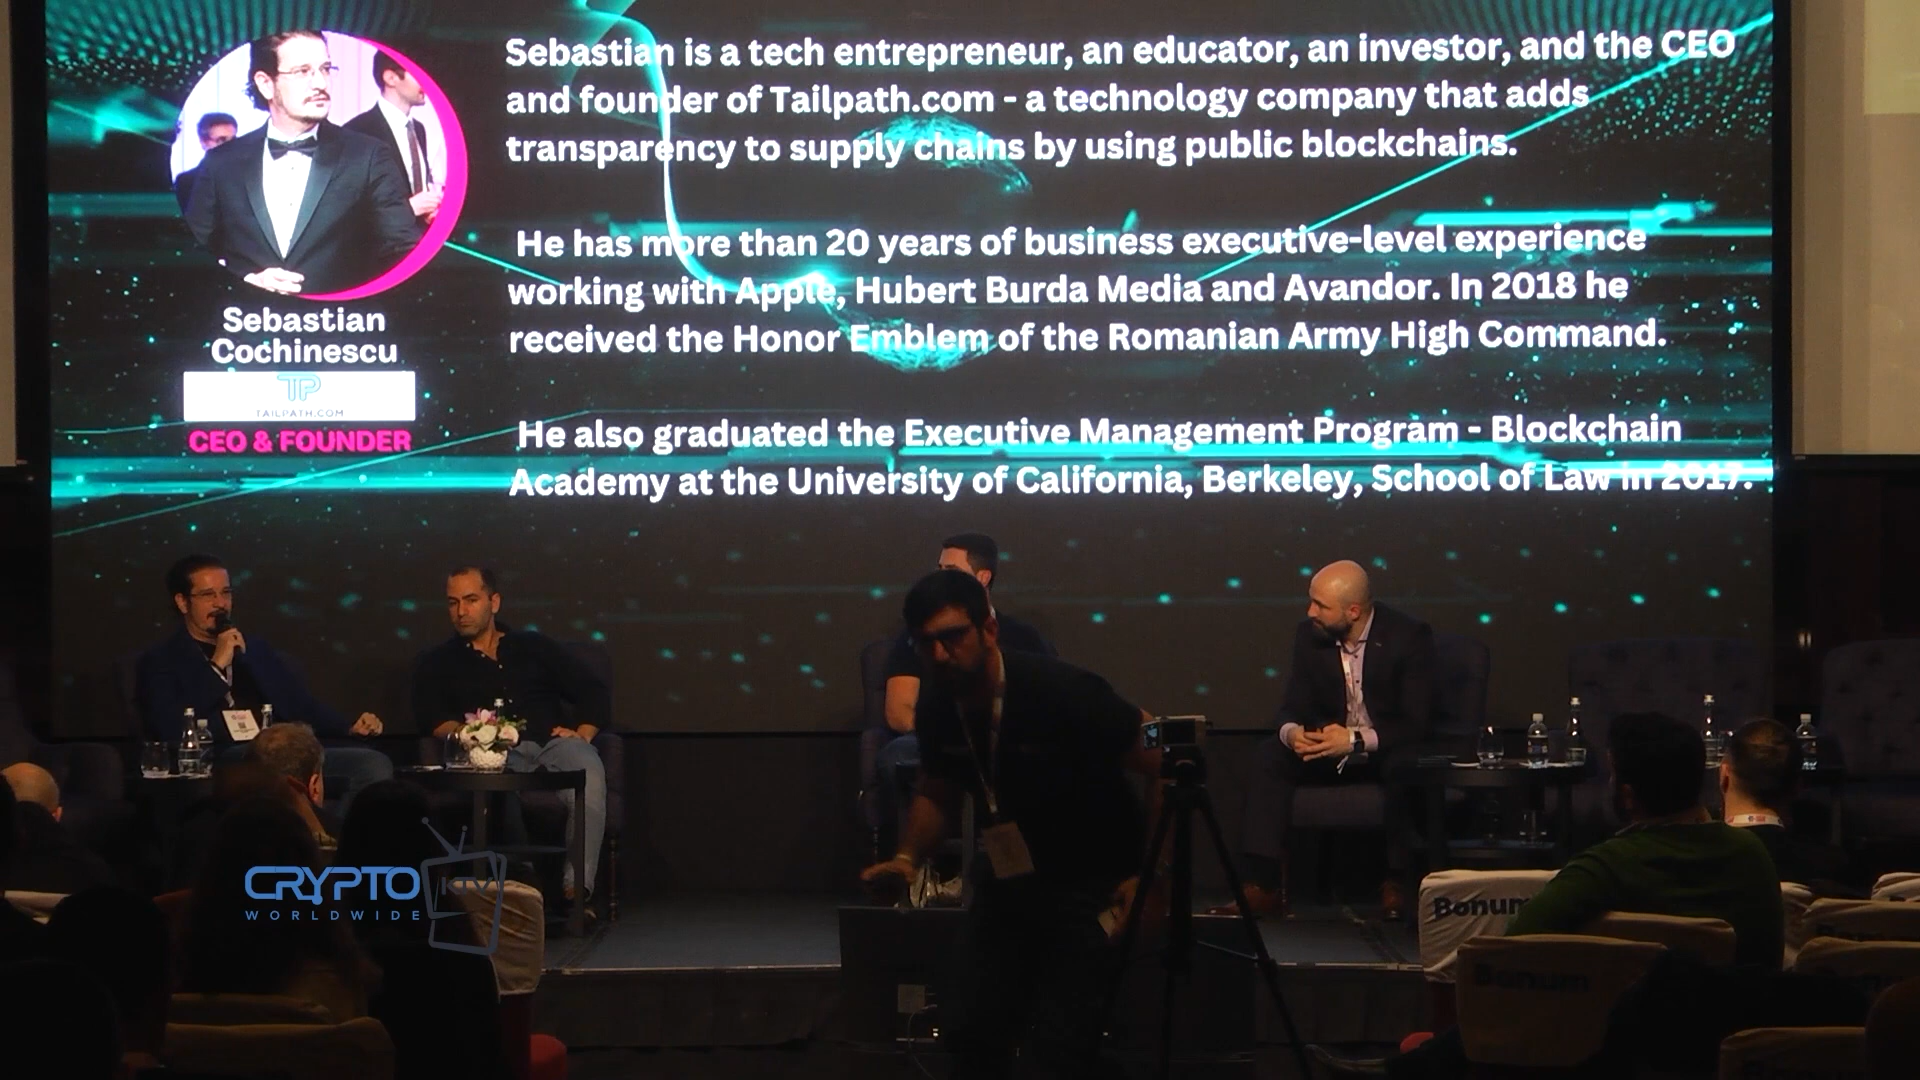 Sebastian is a tech entrepreneur, an educator, an investor, and the CEO
and founder of Tailpath.com - a technology company that adds
transparency to supply chains by using public blockchains.
He has more than 20 years of business executive-level experience
working with Apple, Hubert Burda Media and Avandor. In 2018 he
received the Honor Emblem of the Romanian Army High Command.
He also graduated the Executive Management Program - Blockchain
Academy at the University of California, Berkeley, School of Law in 2017.
Sebastian
Cochinescu
TP
TAILPATH.COM
CEO & FOUNDER
CRYPTO
KTV
WORLDWIDE
Bonum
Bonum